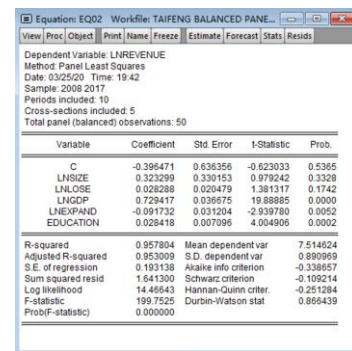 Equation: EQ02 Workfile: TAIFENG BALANCED PANE...
View Proc Object Print Name Freeze Estimate Forecast Stats Resids
Dependent Variable: LNREVENUE
Method: Panel Least Squares
Date: 03/25/20 Time: 19:42
Sample: 2008 2017
Periods included: 10
Cross-sections included: 5
Total panel (balanced) observations: 50
Variable Coefficient Std. Error t-Statistic Prob.
C -0.396471 0.636356 -0.623033 0.5365
LNSIZE 0.323299 0.330153 0.979242 0.3328
LNLOSE 0.028288 0.020479 1.381317 0.1742
LNGDP 0.729417 0.036675 19.88885 0.0000
LNEXPAND -0.091732 0.031204 -2.939780 0.0052
EDUCATION 0.028418 0.007096 4.004906 0.0002
R-squared 0.957804 Mean dependent var 7.514624
Adjusted R-squared 0.953009 S.D. dependent var 0.890969
S.E. of regression 0.193138 Akaike info criterion -0.338657
Sum squared resid 1.641300 Schwarz criterion -0.109214
Log likelihood 14.46643 Hannan-Quinn criter. -0.251284
F-statistic 199.7525 Durbin-Watson stat 0.866439
Prob(F-statistic) 0.000000